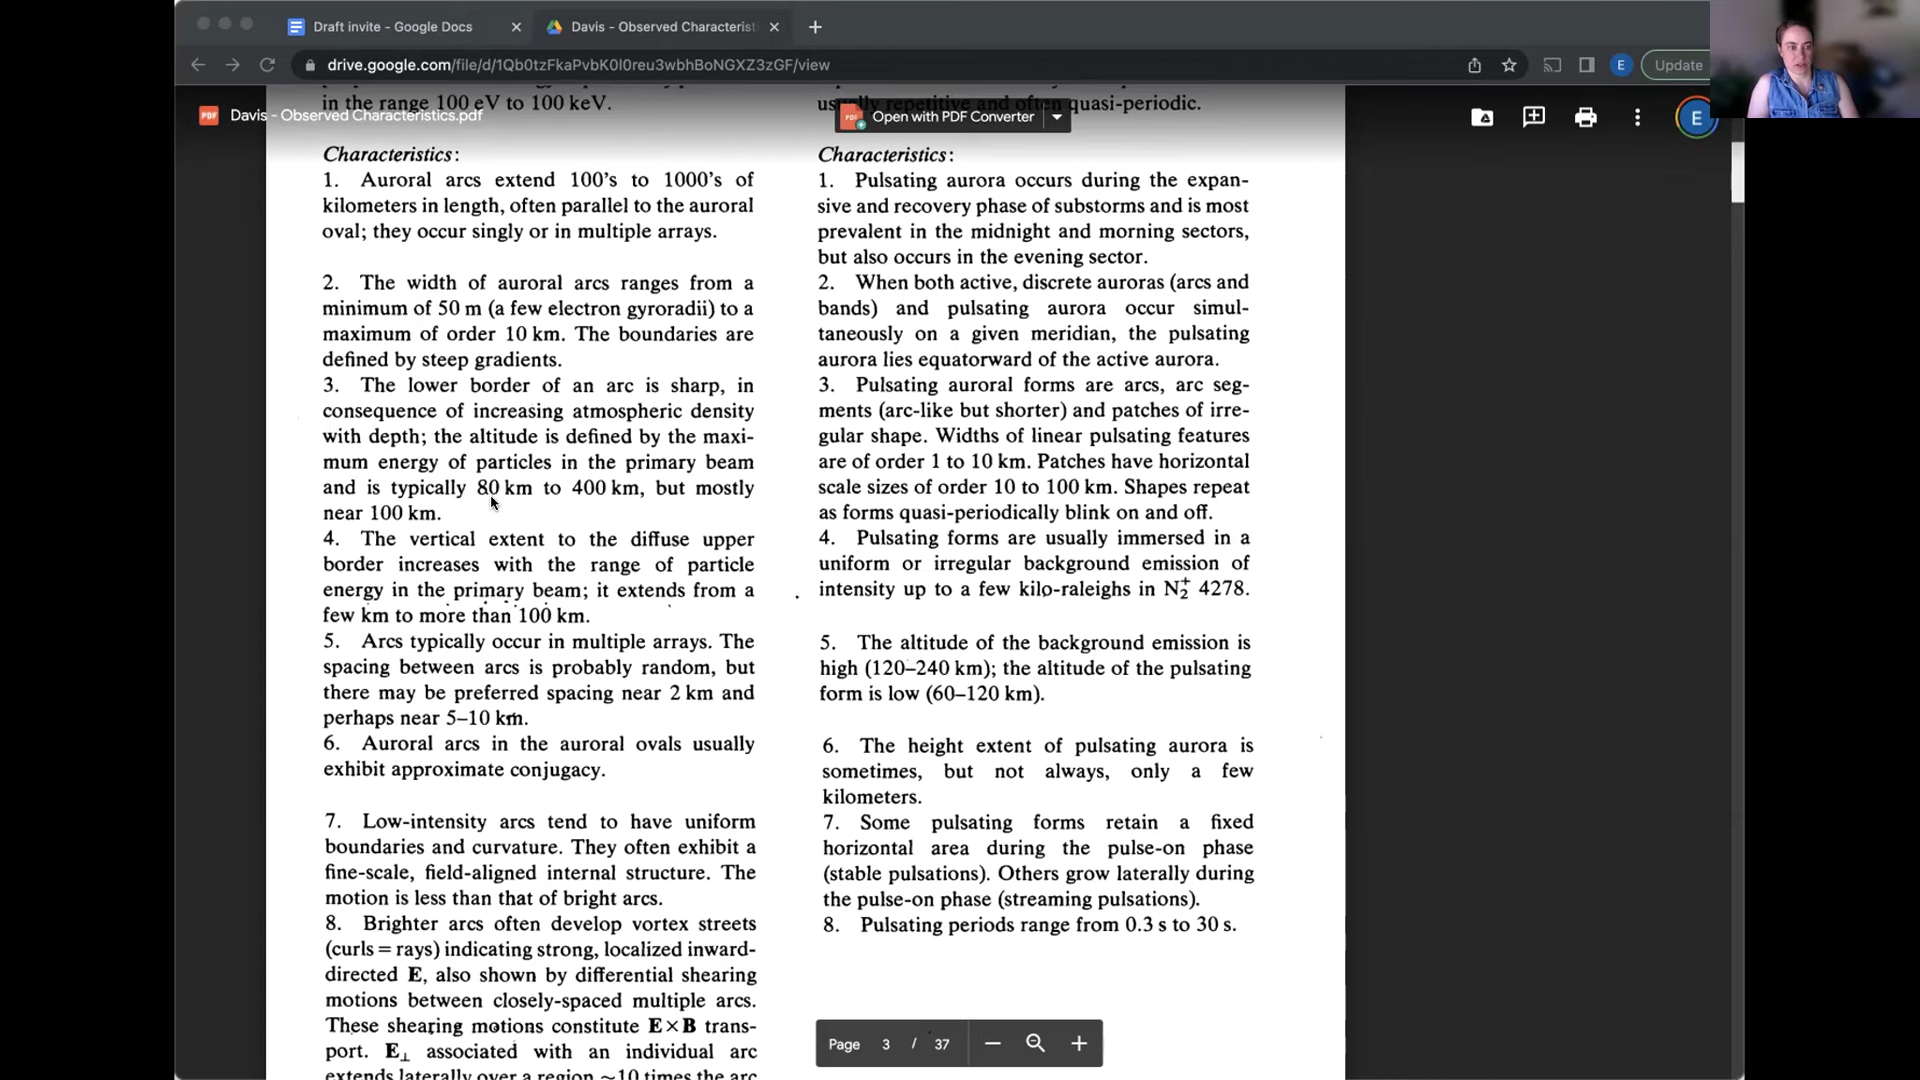 Draft invite - Google Docs
Davis - Observed Characterist
drive.google.com/file/d/1Qb0tzFkaPvbK0l0reu3wbhBoNGXZ3zGF/view
E
Update
in the range 100 eV to 100 keV.
usually repetitive and often quasi-periodic.
PDF
Davis - Observed Characteristics.pdf
Open with PDF Converter
E
Characteristics:
1. Auroral arcs extend 100's to 1000's of
kilometers in length, often parallel to the auroral
oval; they occur singly or in multiple arrays.
2. The width of auroral arcs ranges from a
minimum of 50 m (a few electron gyroradii) to a
maximum of order 10 km. The boundaries are
defined by steep gradients.
3. The lower border of an arc is sharp, in
consequence of increasing atmospheric density
with depth; the altitude is defined by the maxi-
mum energy of particles in the primary beam
and is typically 80 km to 400 km, but mostly
near 100 km.
4. The vertical extent to the diffuse upper
border increases with the range of particle
energy in the primary beam; it extends from a
few km to more than 100 km.
5. Arcs typically occur in multiple arrays. The
spacing between arcs is probably random, but
there may be preferred spacing near 2 km and
perhaps near 5–10 km.
6. Auroral arcs in the auroral ovals usually
exhibit approximate conjugacy.
7. Low-intensity arcs tend to have uniform
boundaries and curvature. They often exhibit a
fine-scale, field-aligned internal structure. The
motion is less than that of bright arcs.
8. Brighter arcs often develop vortex streets
(curls = rays) indicating strong, localized inward-
directed E, also shown by differential shearing
motions between closely-spaced multiple arcs.
These shearing motions constitute E×B trans-
port. E⊥ associated with an individual arc
extends laterally over a region ~10 times the arc
Characteristics:
1. Pulsating aurora occurs during the expan-
sive and recovery phase of substorms and is most
prevalent in the midnight and morning sectors,
but also occurs in the evening sector.
2. When both active, discrete auroras (arcs and
bands) and pulsating aurora occur simul-
taneously on a given meridian, the pulsating
aurora lies equatorward of the active aurora.
3. Pulsating auroral forms are arcs, arc seg-
ments (arc-like but shorter) and patches of irre-
gular shape. Widths of linear pulsating features
are of order 1 to 10 km. Patches have horizontal
scale sizes of order 10 to 100 km. Shapes repeat
as forms quasi-periodically blink on and off.
4. Pulsating forms are usually immersed in a
uniform or irregular background emission of
intensity up to a few kilo-raleighs in N₂⁺ 4278.
5. The altitude of the background emission is
high (120–240 km); the altitude of the pulsating
form is low (60–120 km).
6. The height extent of pulsating aurora is
sometimes, but not always, only a few
kilometers.
7. Some pulsating forms retain a fixed
horizontal area during the pulse-on phase
(stable pulsations). Others grow laterally during
the pulse-on phase (streaming pulsations).
8. Pulsating periods range from 0.3 s to 30 s.
Page 3 / 37